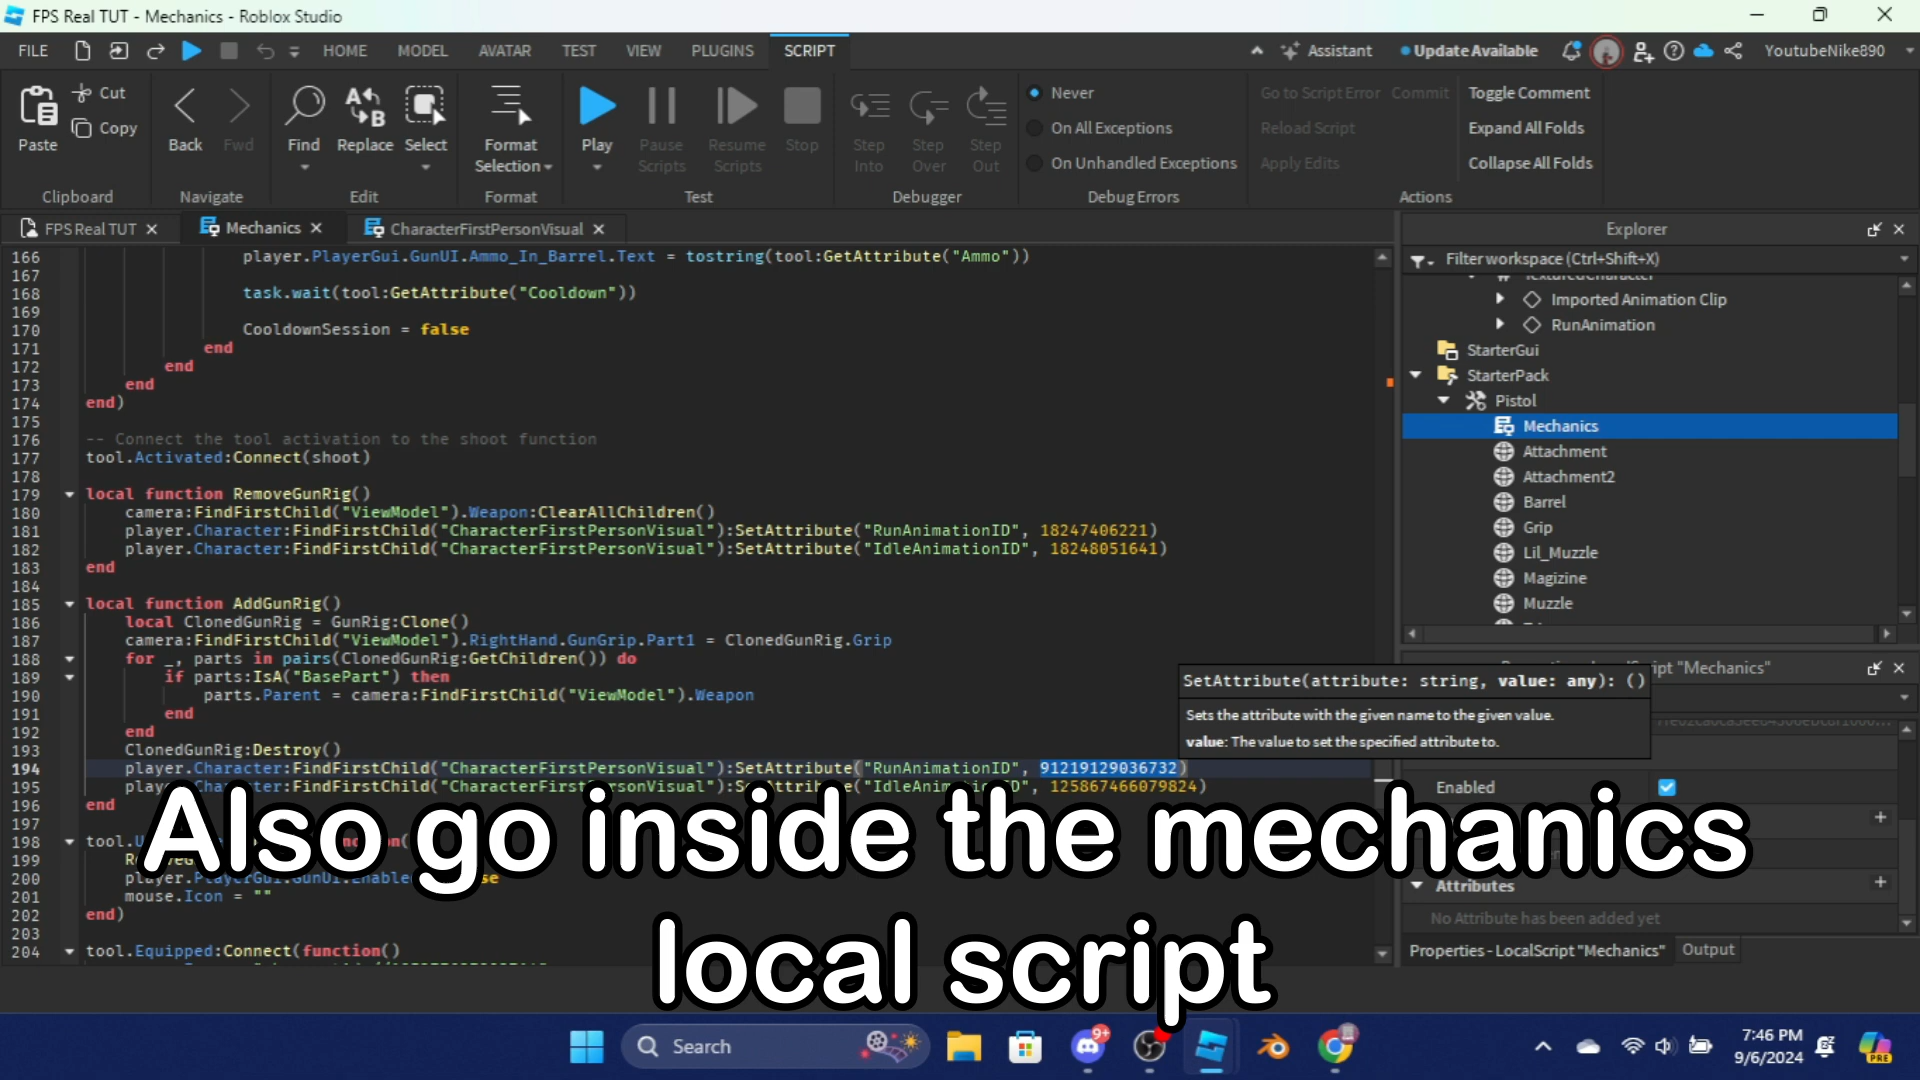 FPS Real TUT - Mechanics - Roblox Studio
FILE HOME MODEL AVATAR TEST VIEW PLUGINS SCRIPT Assistant Update Available YoutubeNike890
Paste Cut Copy Back Fwd Find Replace Select Format Selection Play Pause Scripts Resume Scripts Stop Step Into Step Over Step Out
Never Go to Script Error Commit Toggle Comment
On All Exceptions Reload Script Expand All Folds
On Unhandled Exceptions Apply Edits Collapse All Folds
Clipboard Navigate Edit Format Test Debugger Debug Errors Actions
FPS Real TUT Mechanics CharacterFirstPersonVisual
166 player.PlayerGui.GunUI.Ammo_In_Barrel.Text = tostring(tool:GetAttribute("Ammo"))
167
168 task.wait(tool:GetAttribute("Cooldown"))
169
170 CooldownSession = false
171 end
172 end
173 end
174 end)
175
176 -- Connect the tool activation to the shoot function
177 tool.Activated:Connect(shoot)
178
179 local function RemoveGunRig()
180 camera:FindFirstChild("ViewModel").Weapon:ClearAllChildren()
181 player.Character:FindFirstChild("CharacterFirstPersonVisual"):SetAttribute("RunAnimationID", 18247406221)
182 player.Character:FindFirstChild("CharacterFirstPersonVisual"):SetAttribute("IdleAnimationID", 18248051641)
183 end
184
185 local function AddGunRig()
186 local ClonedGunRig = GunRig:Clone()
187 camera:FindFirstChild("ViewModel").RightHand.GunGrip.Part1 = ClonedGunRig.Grip
188 for _, parts in pairs(ClonedGunRig:GetChildren()) do
189 if parts:IsA("BasePart") then
190 parts.Parent = camera:FindFirstChild("ViewModel").Weapon
191 end
192 end
193 ClonedGunRig:Destroy()
194 player.Character:FindFirstChild("CharacterFirstPersonVisual"):SetAttribute("RunAnimationID", 91219129036732)
195 FindFirstChild("CharacterFirstPersonVisual") 125867466079824)
196 end
197
198 tool.
199
200 player.PlayerGui.GunUI.Enable
201 mouse.Icon = ""
202 end)
203
204 tool.Equipped:Connect(function()
SetAttribute(attribute: string, value: any): ()
Sets the attribute with the given name to the given value.
value: The value to set the specified attribute to.
Explorer
Filter workspace (Ctrl+Shift+X)
TexturedCharacter
Imported Animation Clip
RunAnimation
StarterGui
StarterPack
Pistol
Mechanics
Attachment
Attachment2
Barrel
Grip
Lil_Muzzle
Magizine
Muzzle
Script "Mechanics"
Enabled
Attributes
No Attribute has been added yet
Properties - LocalScript "Mechanics" Output
Also go inside the mechanics
local script
Search
9+
7:46 PM
9/6/2024
PRE